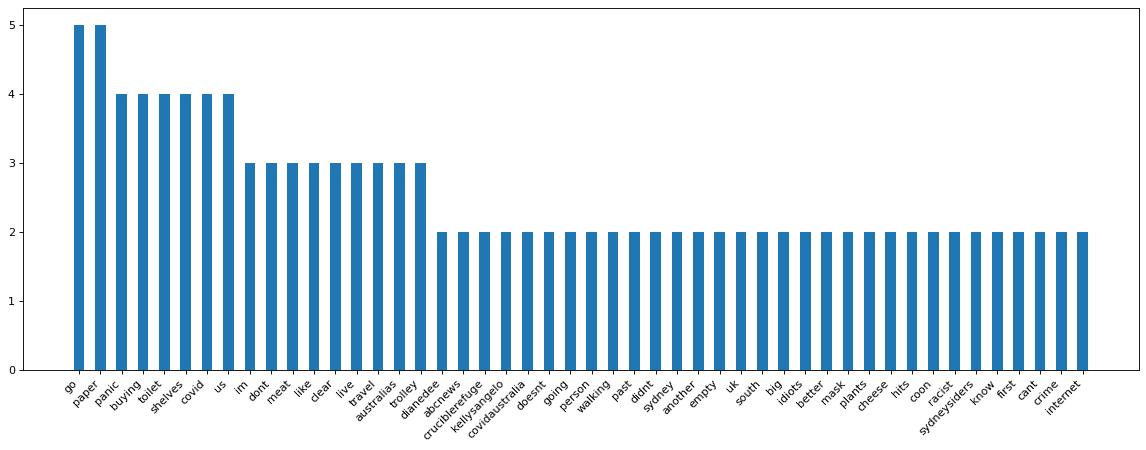 5
4
3
2
1
0
go
paper
panic
buying
toilet
shelves
covid
us
im
dont
meat
like
clear
live
travel
australias
trolley
dianedee
abcnews
cruciblerefuge
kellysangelo
covidaustralia
doesnt
going
person
walking
past
didnt
sydney
another
empty
uk
south
big
idiots
better
mask
plants
cheese
hits
coon
racist
sydneysiders
know
first
cant
crime
internet